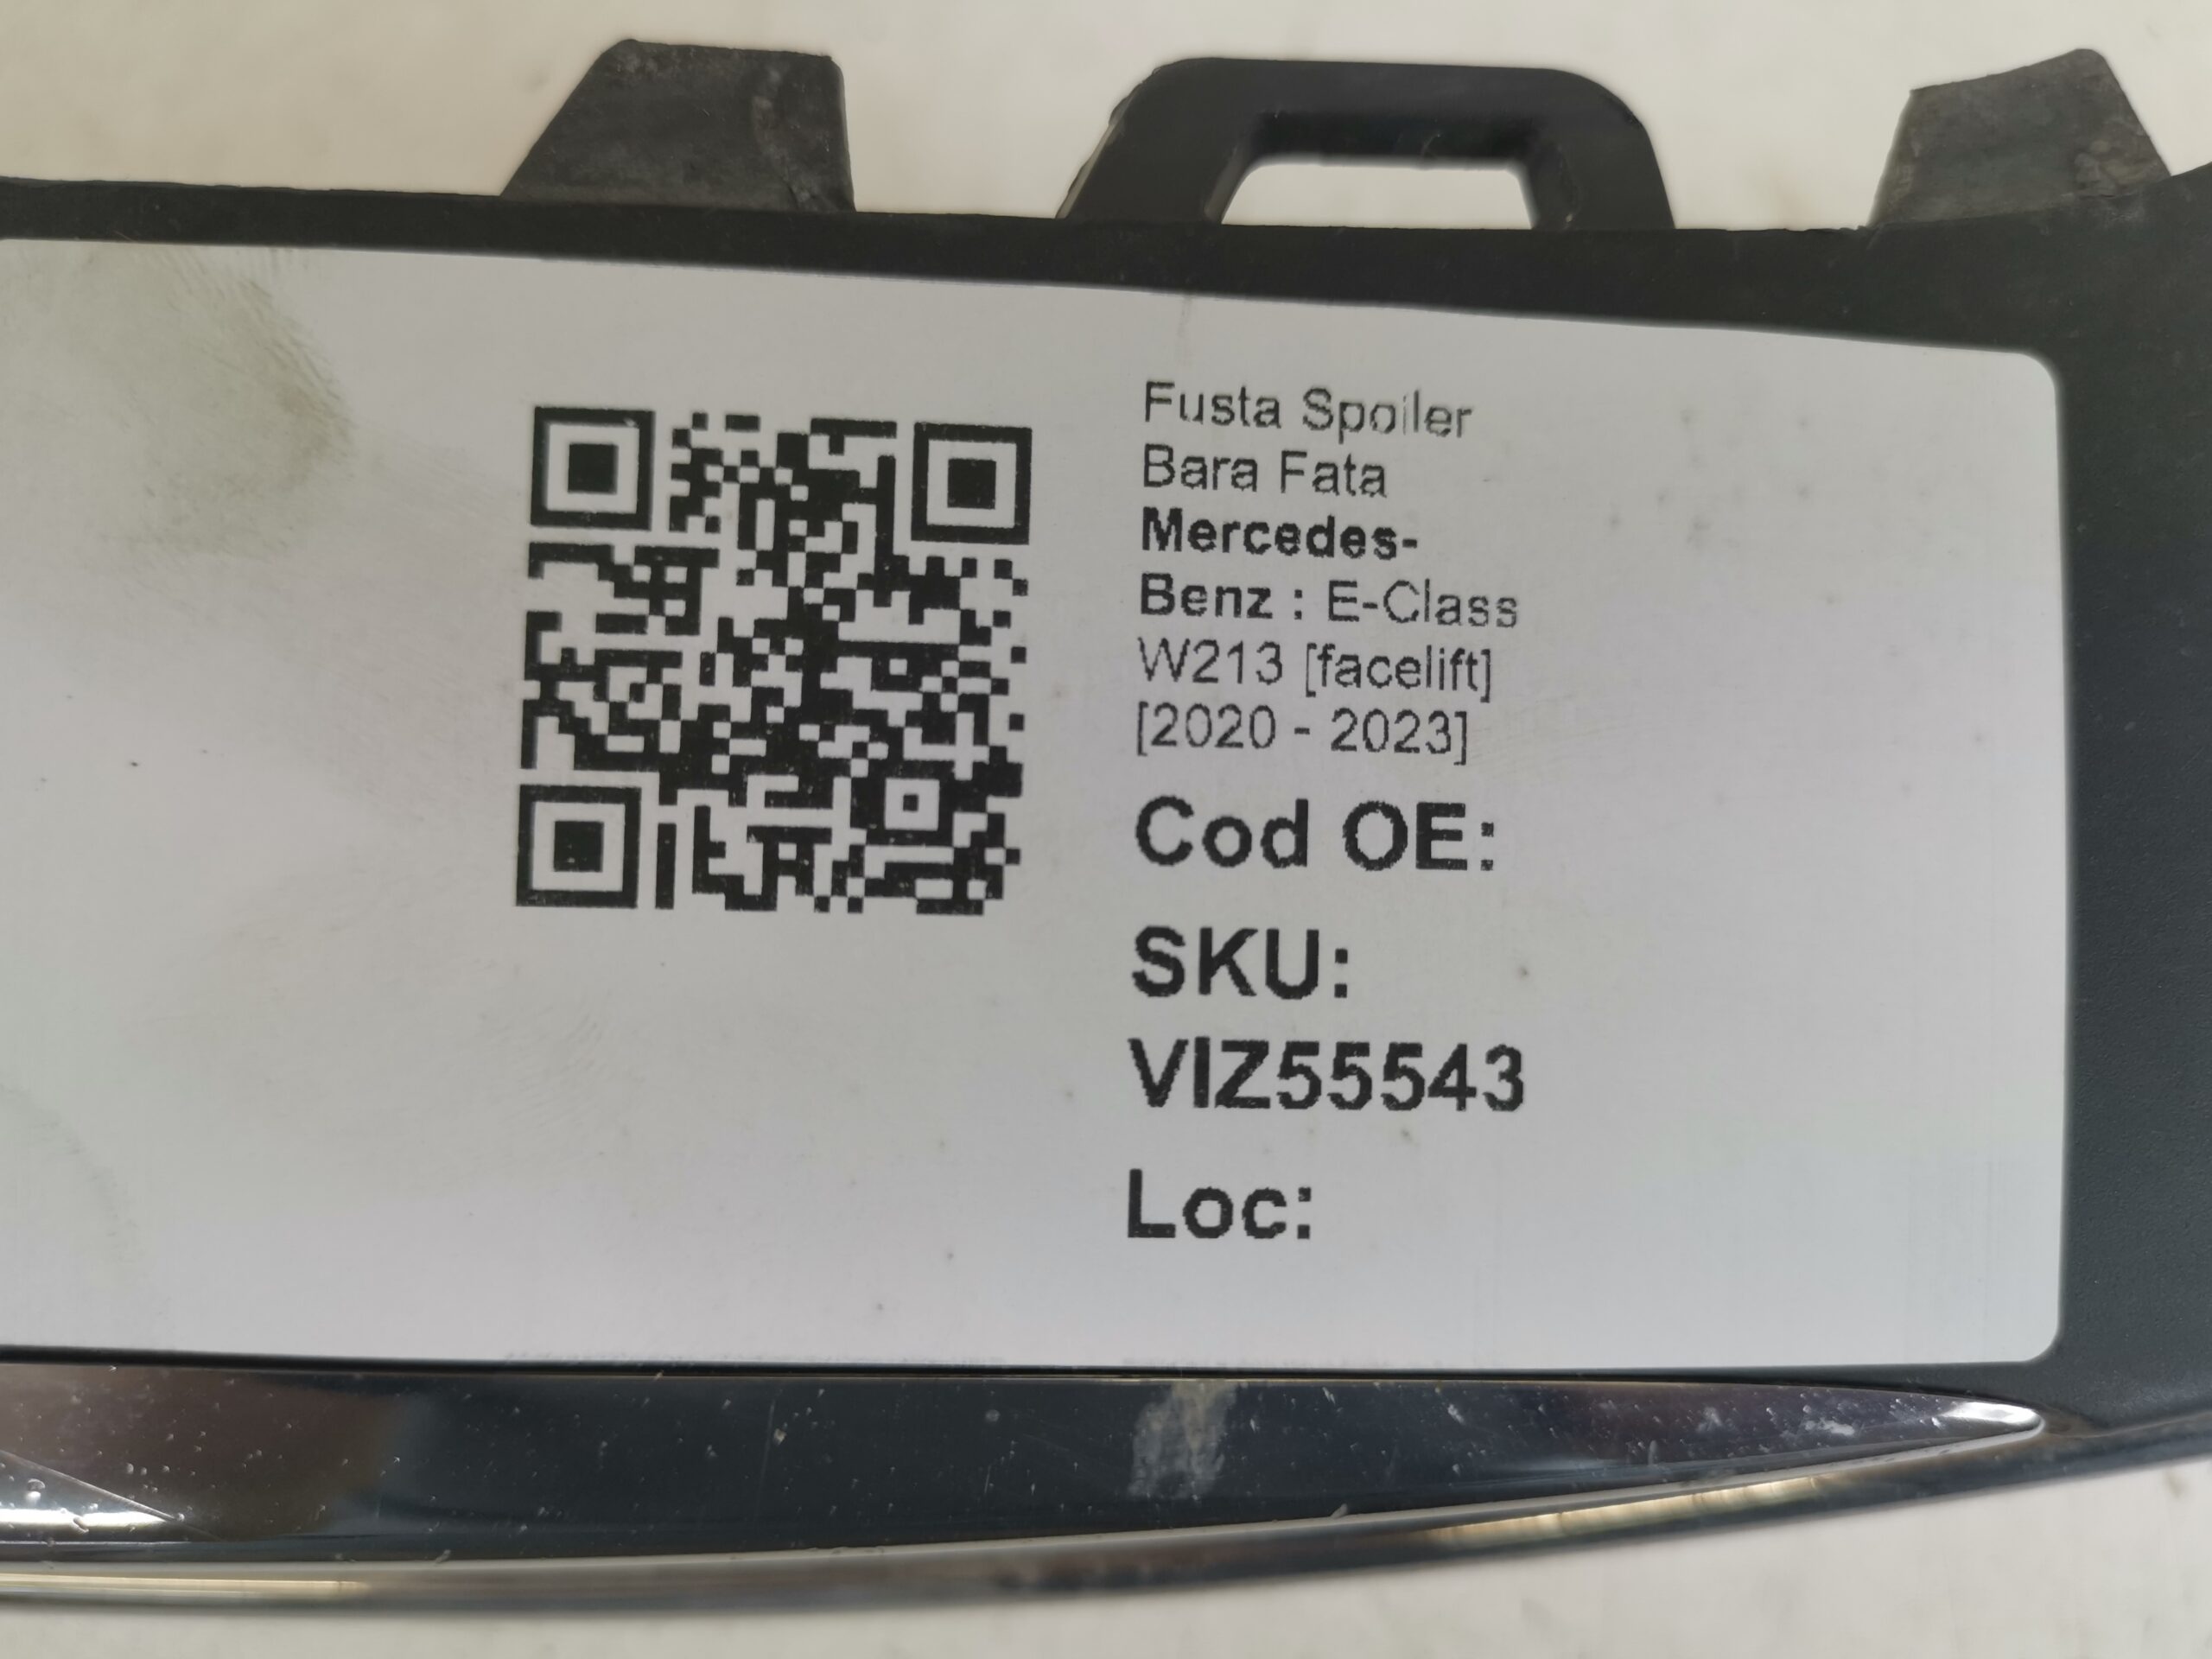 Fusta Spoiler
Bara Fata
Mercedes-
Benz : E-Class
W213 [facelift]
[2020 - 2023]
Cod OE:
SKU:
VIZ55543
Loc: